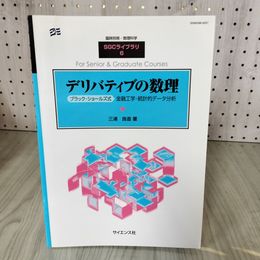 臨時別冊・数理科学
SGCライブラリ
6
For Senior & Graduate Courses
デリバティブの数理
ブラック・ショールズ式 金融工学・統計的データ分析
三浦 良造 著
サイエンス社